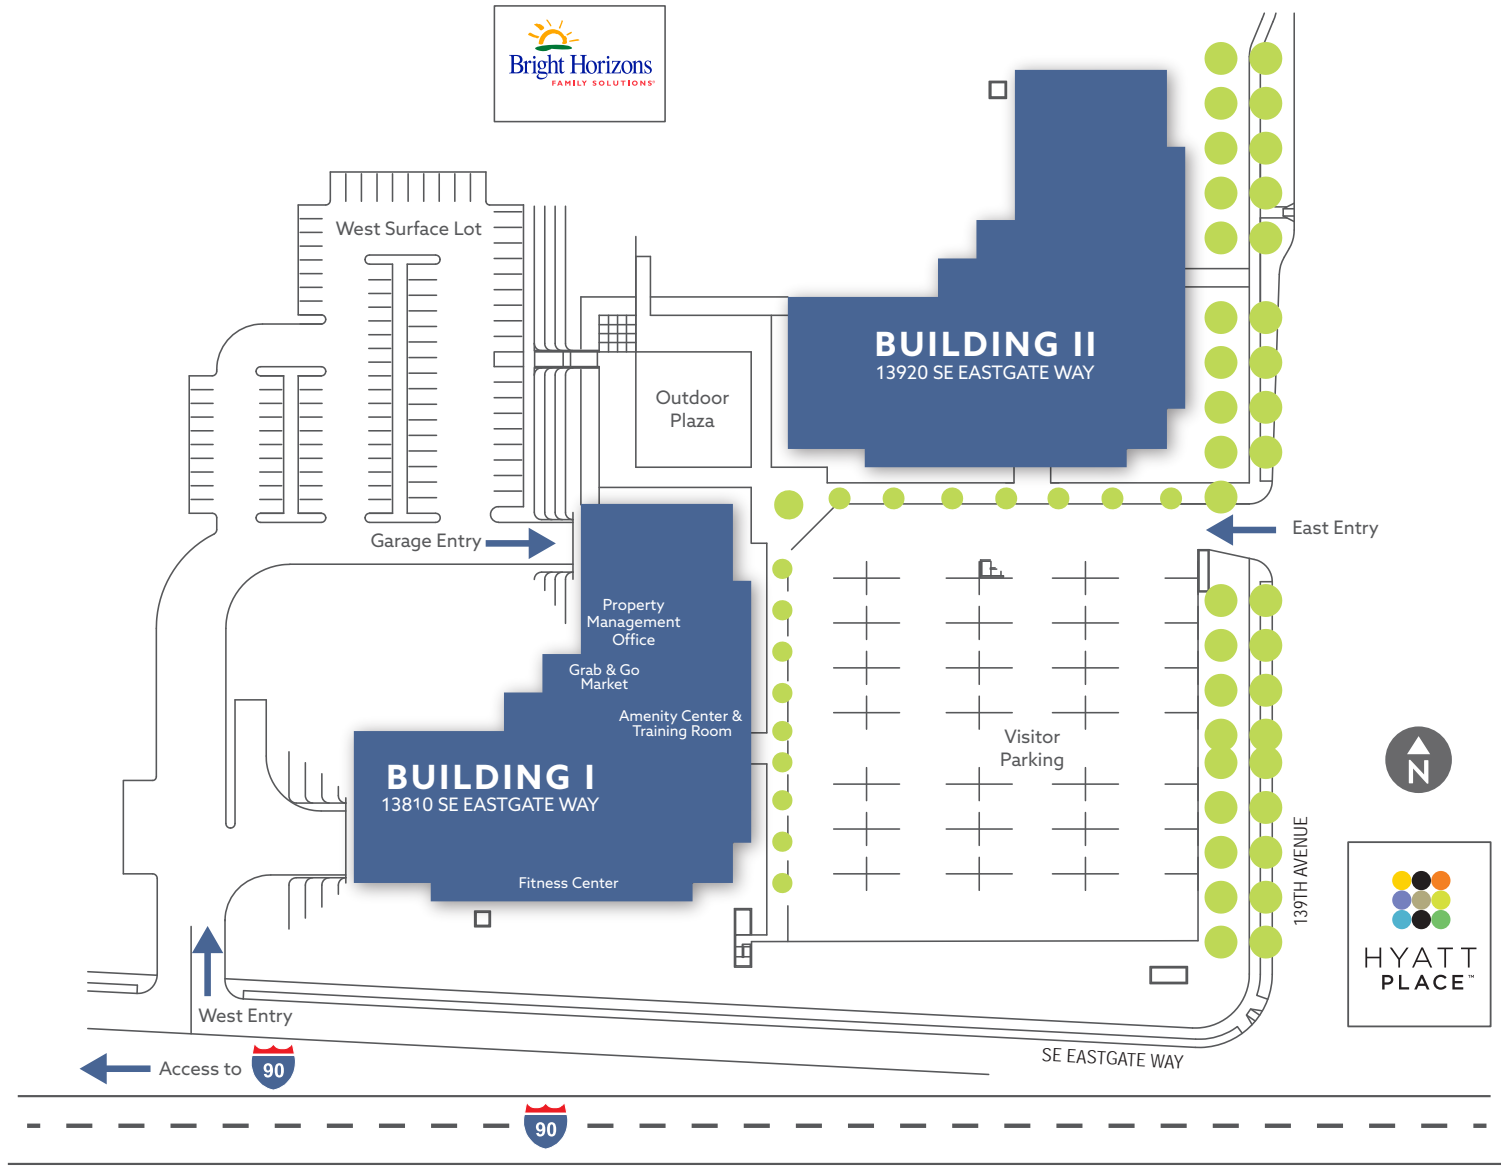 Bright Horizons
FAMILY SOLUTIONS
West Surface Lot
BUILDING II
13920 SE EASTGATE WAY
Outdoor
Plaza
Garage Entry
East Entry
Property
Management
Office
Grab & Go
Market
Amenity Center &
Training Room
Visitor
Parking
BUILDING I
13810 SE EASTGATE WAY
Fitness Center
N
139TH AVENUE
HYATT
PLACE™
West Entry
SE EASTGATE WAY
Access to 90
90